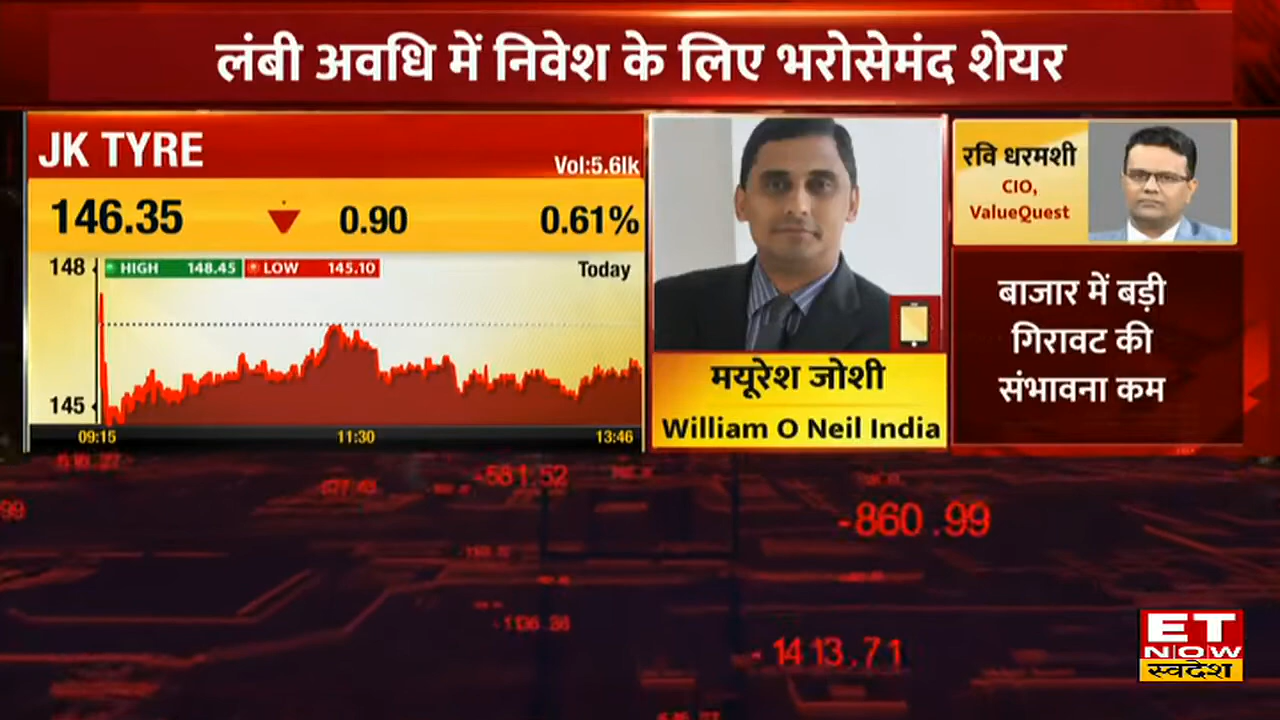 लंबी अवधि में निवेश के लिए भरोसेमंद शेयर
JK TYRE
Vol:5.6lk
146.35 ▼ 0.90 0.61%
148
HIGH 148.45 LOW 145.10
Today
145
09:15 11:30 13:46
मयूरेश जोशी
William O Neil India
रवि धरमशी
CIO,
ValueQuest
बाजार में बड़ी
गिरावट की
संभावना कम
-581.52
-860.99
-1413.71
ET
NOW
स्वदेश